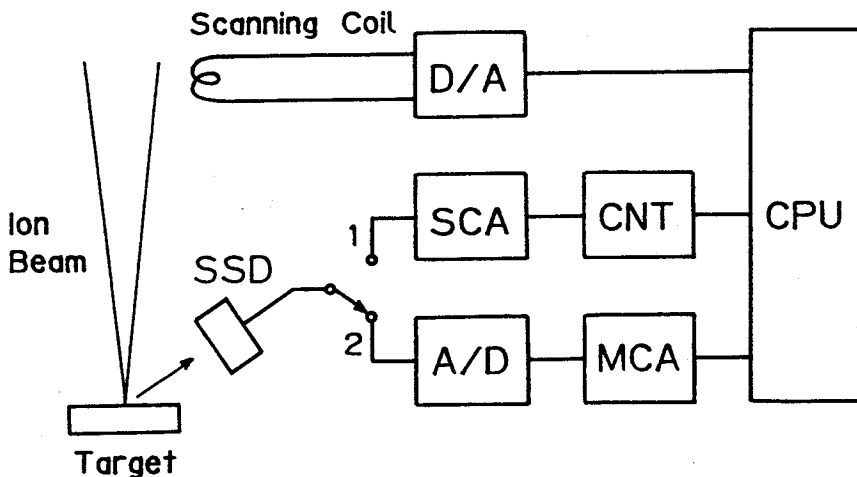 Scanning Coil
D/A
Ion
Beam
SSD
1
SCA
CNT
CPU
2
A/D
MCA
Target